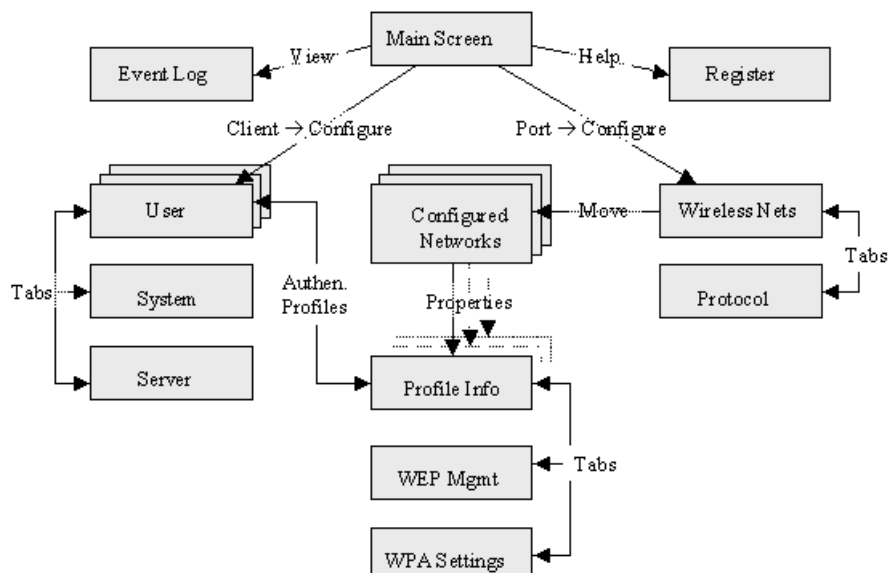 Main Screen
View
Help
Event Log
Register
Client → Configure
Port → Configure
User
Configured
Networks
Move
Wireless Nets
Tabs
Tabs
System
Authen.
Profiles
Properties
Protocol
Server
Profile Info
WEP Mgmt
Tabs
WPA Settings